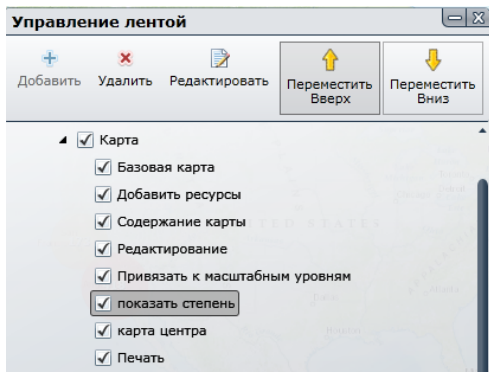 Управление лентой
Добавить Удалить Редактировать Переместить Вверх Переместить Вниз
Карта
Базовая карта
Добавить ресурсы
Содержание карты
Редактирование
Привязать к масштабным уровням
показать степень
карта центра
Печать